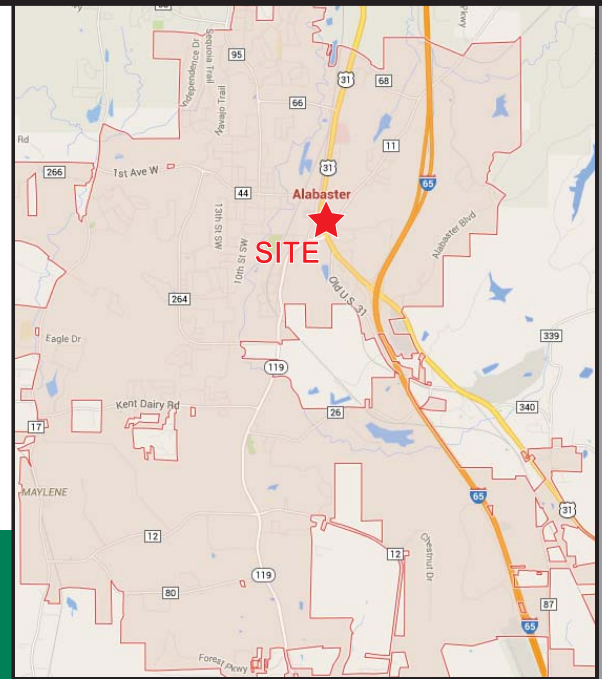 Pkwy
95
Independence Dr
Sequoia Trail
Navajo Trail
31
68
66
Rd
11
266
1st Ave W
31
65
44
Alabaster
13th St SW
10th St SW
SITE
Alabaster Blvd
264
Old U.S. 31
Eagle Dr
339
119
Kent Dairy Rd
26
340
17
MAYLENE
65
31
12
12
Chestnut Dr
119
80
87
65
Forest Pkwy